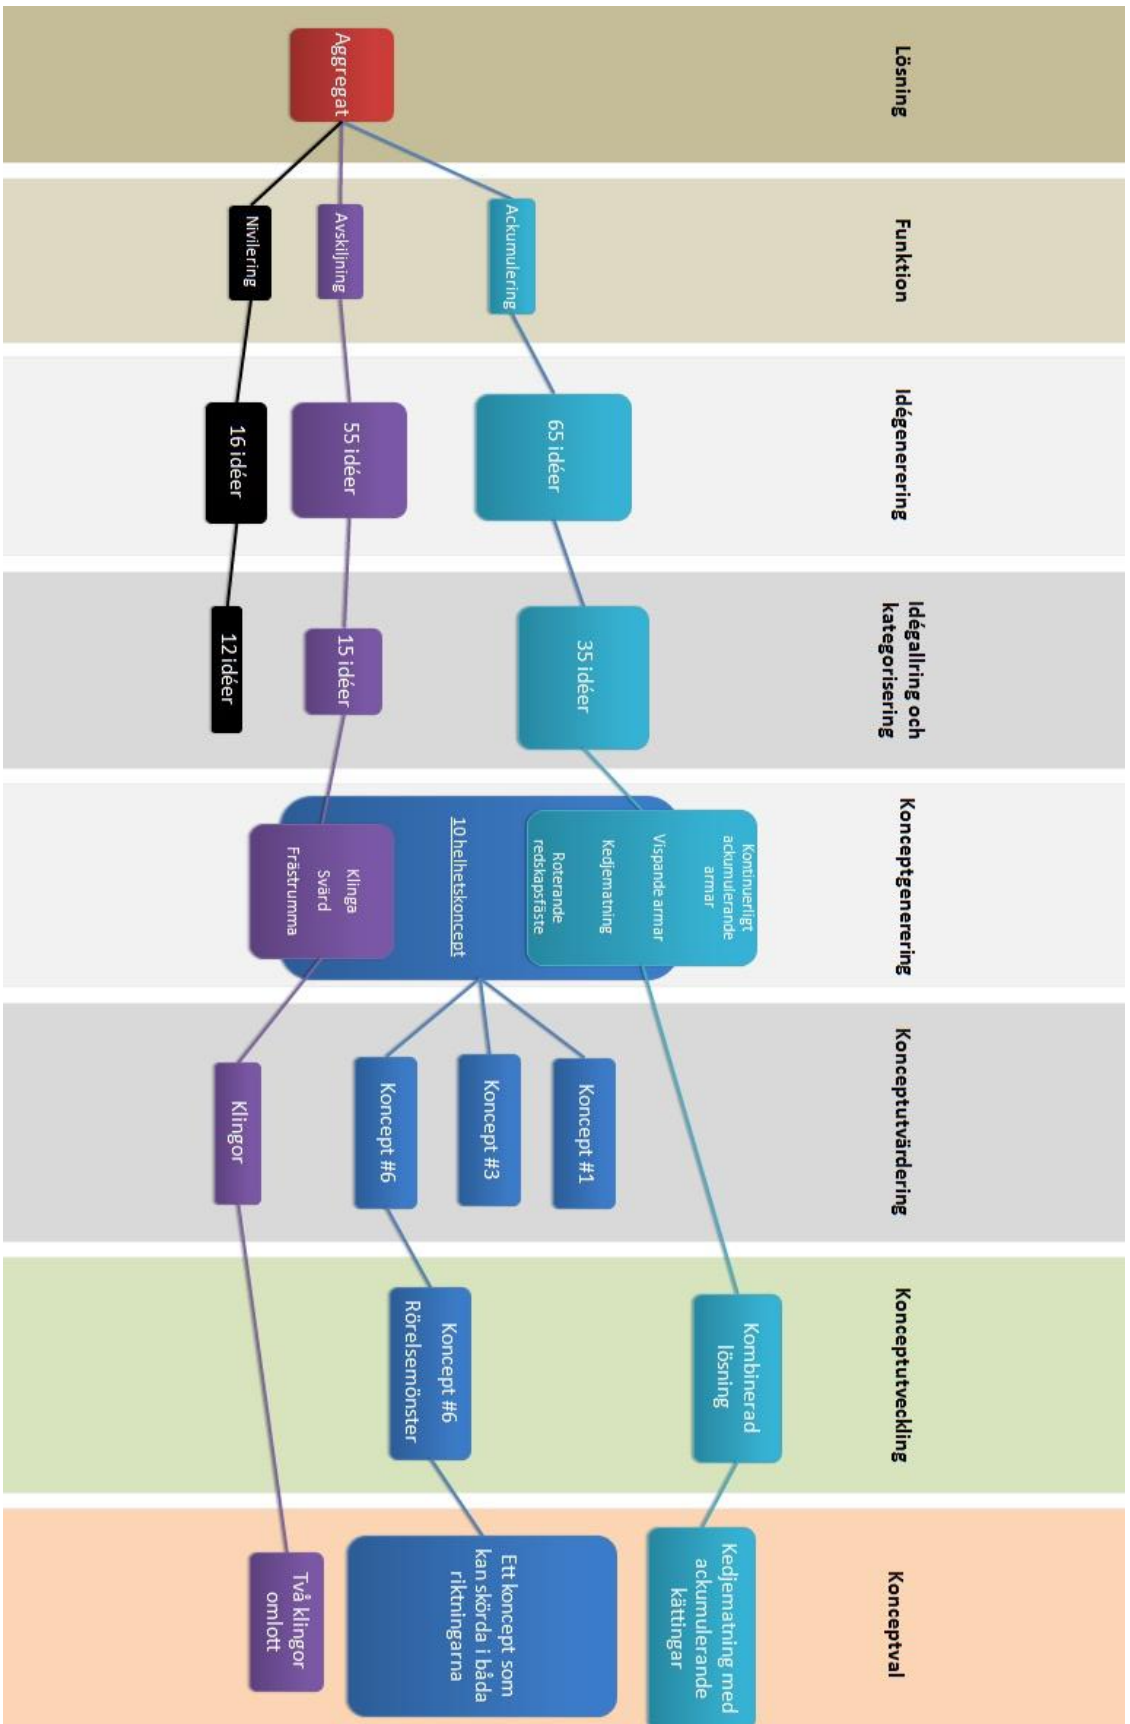 Lösning
Funktion
Idégenerering
Idégallring och
kategorisering
Konceptgenerering
Konceptutvärdering
Konceptutveckling
Konceptval
Aggregat
Ackumulering
Avskiljning
Nivilering
65 idéer
55 idéer
16 idéer
35 idéer
15 idéer
12 idéer
Kontinuerligt
ackumulerande
armar
Vispande armar
Kedjematning
Roterande
redskapsfäste
10 helhetskoncept
Klinga
Svärd
Frästrumma
Koncept #1
Koncept #3
Koncept #6
Klingor
Kombinerad
lösning
Koncept #6
Rörelsemönster
Kedjematning med
ackumulerande
kättingar
Ett koncept som
kan skörda i båda
riktningarna
Två klingor
omlott